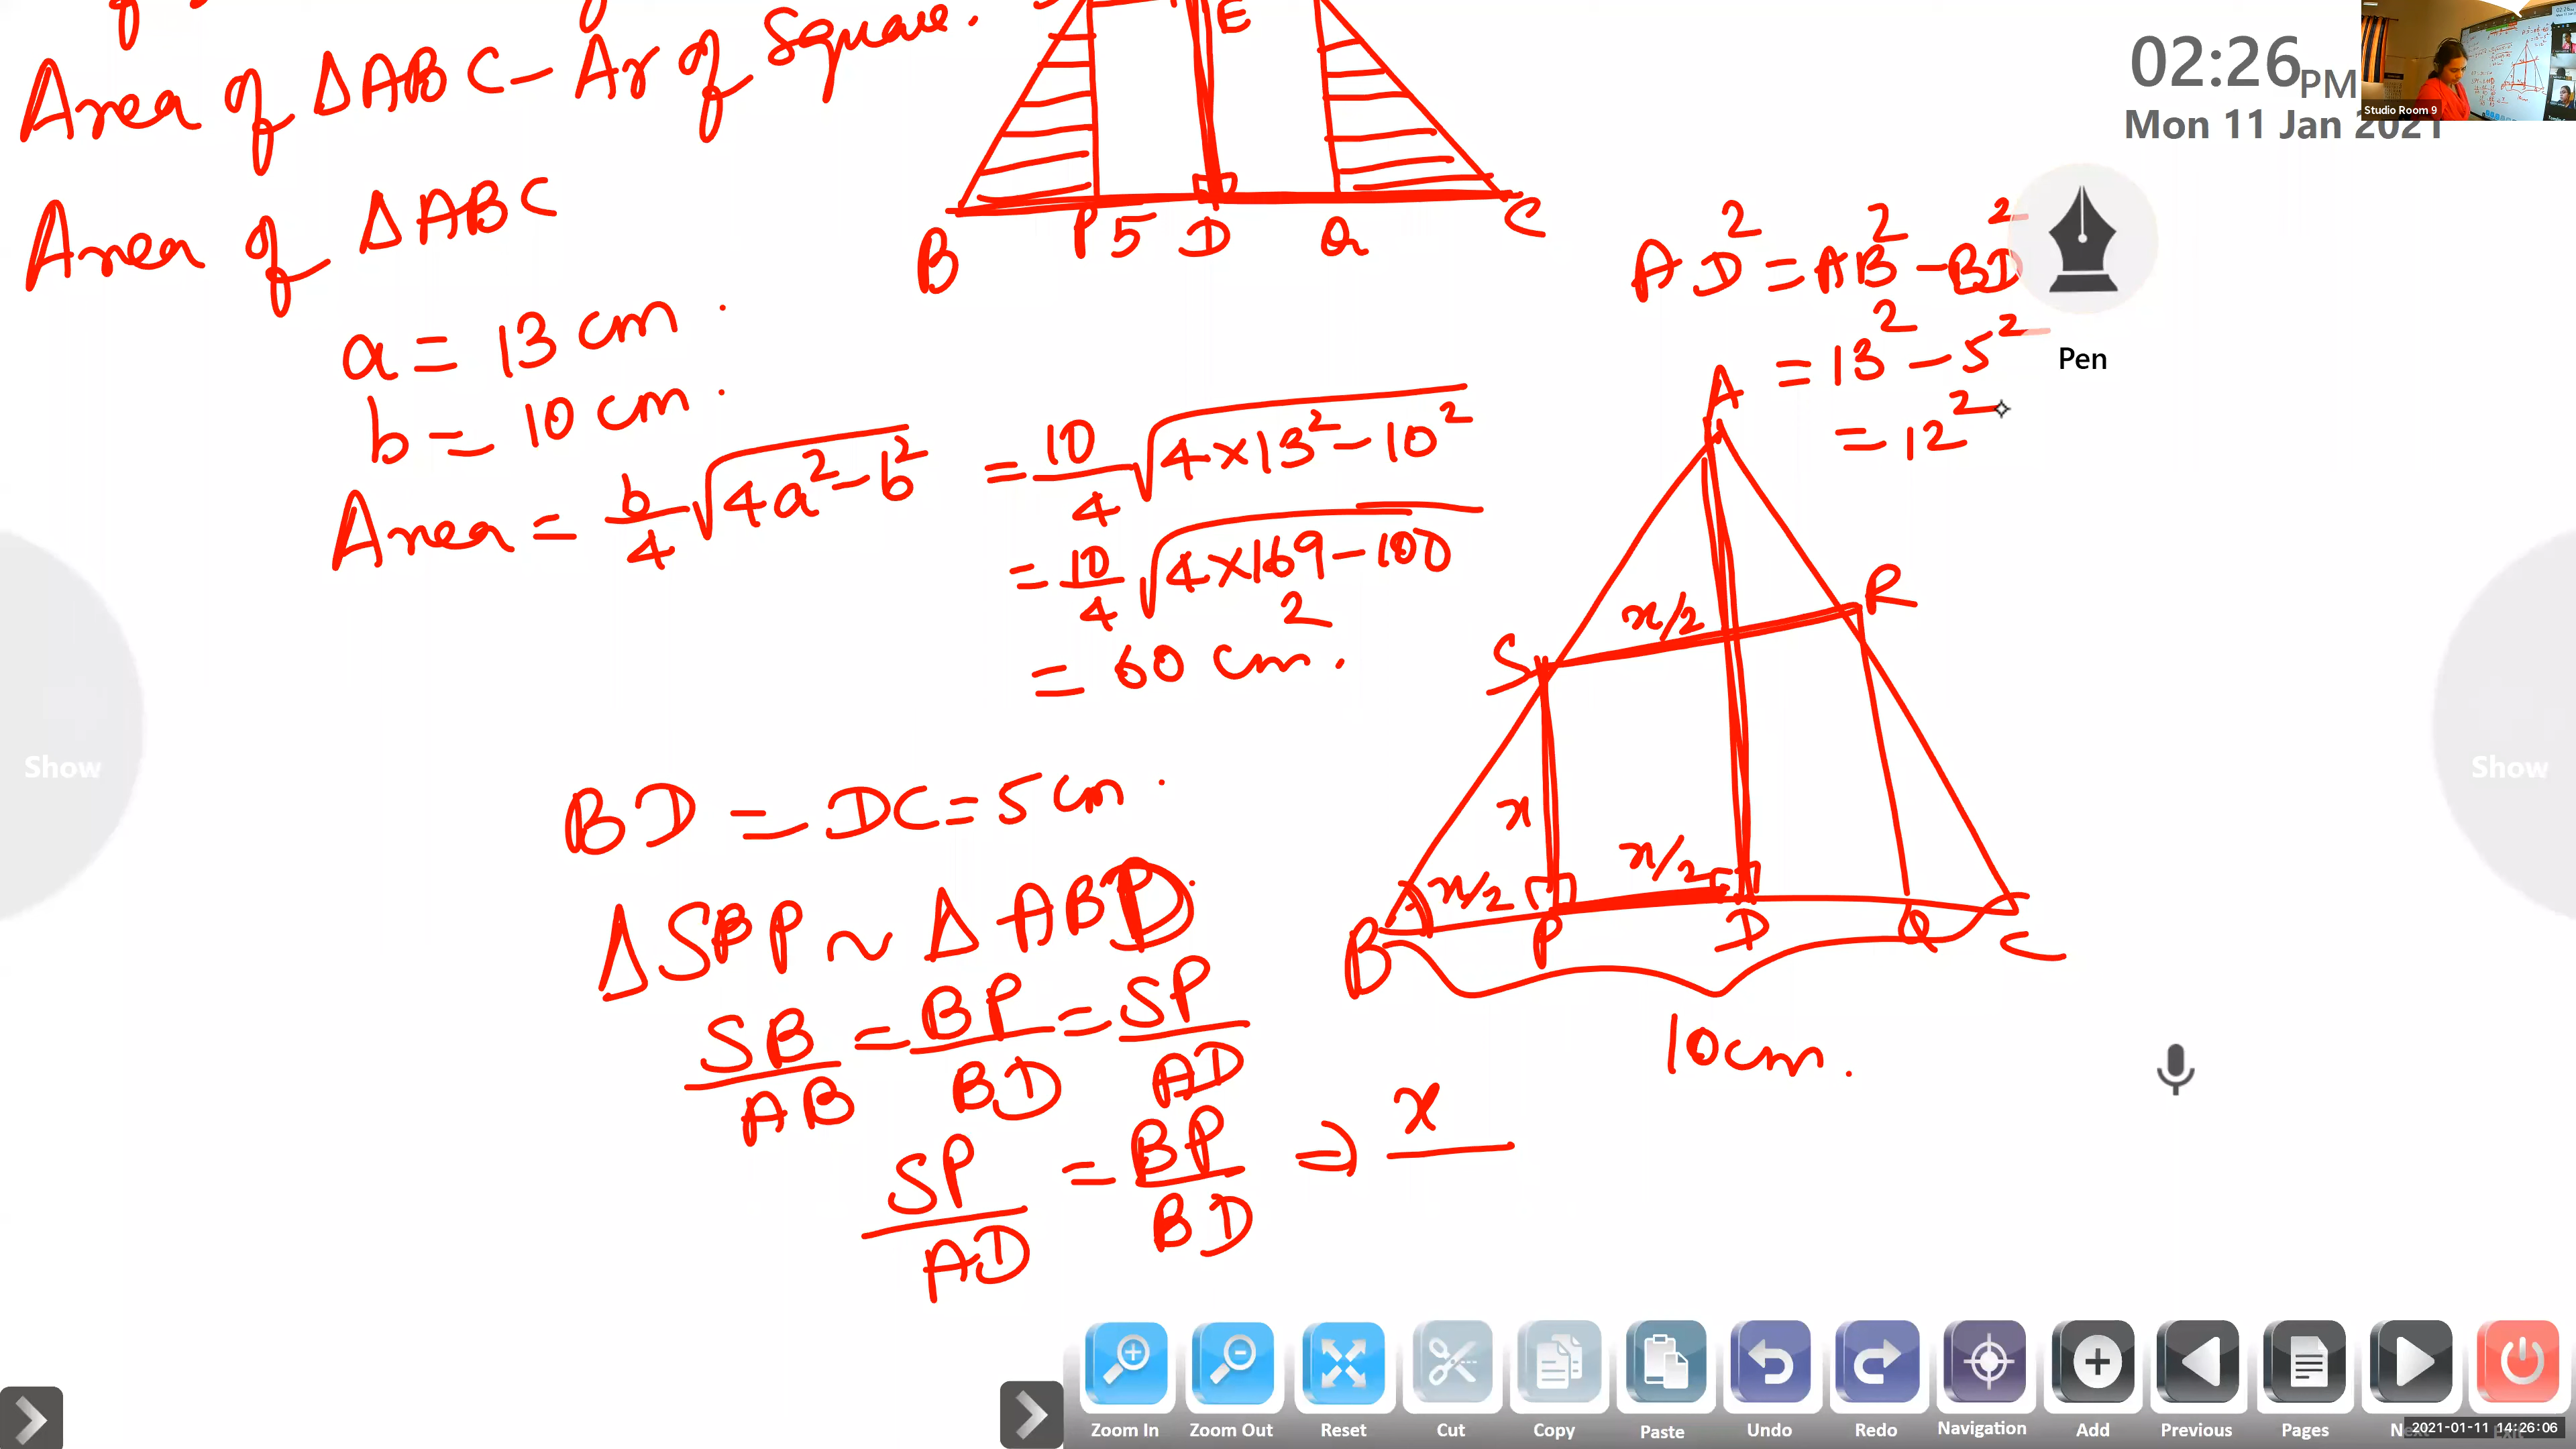 Area of ΔABC - Ar of Square.
Area of ΔABC
a = 13 cm.
b = 10 cm.
Area = b/4 √(4a² - b²) = 10/4 √(4×13² - 10²)
= 10/4 √(4×169 - 100)
= 60 cm².
BD = DC = 5 cm.
ΔSBP ~ ΔABD.
SB/AB = BP/BD = SP/AD
SP/AD = BP/BD ⇒ x
E
B P 5 D Q C
AD² = AB² - BD²
= 13² - 5²
= 12²
A
S x/2 R
x
x/2 x/2
B P D Q C
10cm.
02:26 PM
Mon 11 Jan 2021
Studio Room 9
Pen
Show
Show
Zoom In Zoom Out Reset Cut Copy Paste Undo Redo Navigation Add Previous Pages
2021-01-11 14:26:06